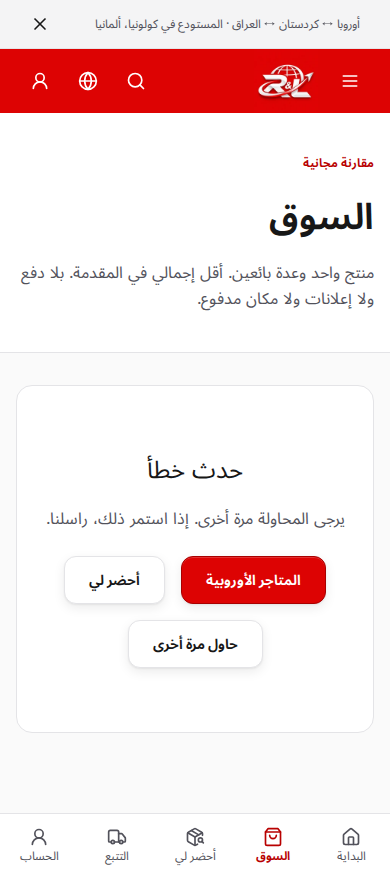 أوروبا ↔ كردستان ↔ العراق · المستودع في كولونيا، ألمانيا
R&L
مقارنة مجانية
السوق
منتج واحد وعدة بائعين. أقل إجمالي في المقدمة. بلا دفع
ولا إعلانات ولا مكان مدفوع.
حدث خطأ
يرجى المحاولة مرة أخرى. إذا استمر ذلك، راسلنا.
المتاجر الأوروبية
أحضر لي
حاول مرة أخرى
البداية
السوق
أحضر لي
التتبع
الحساب